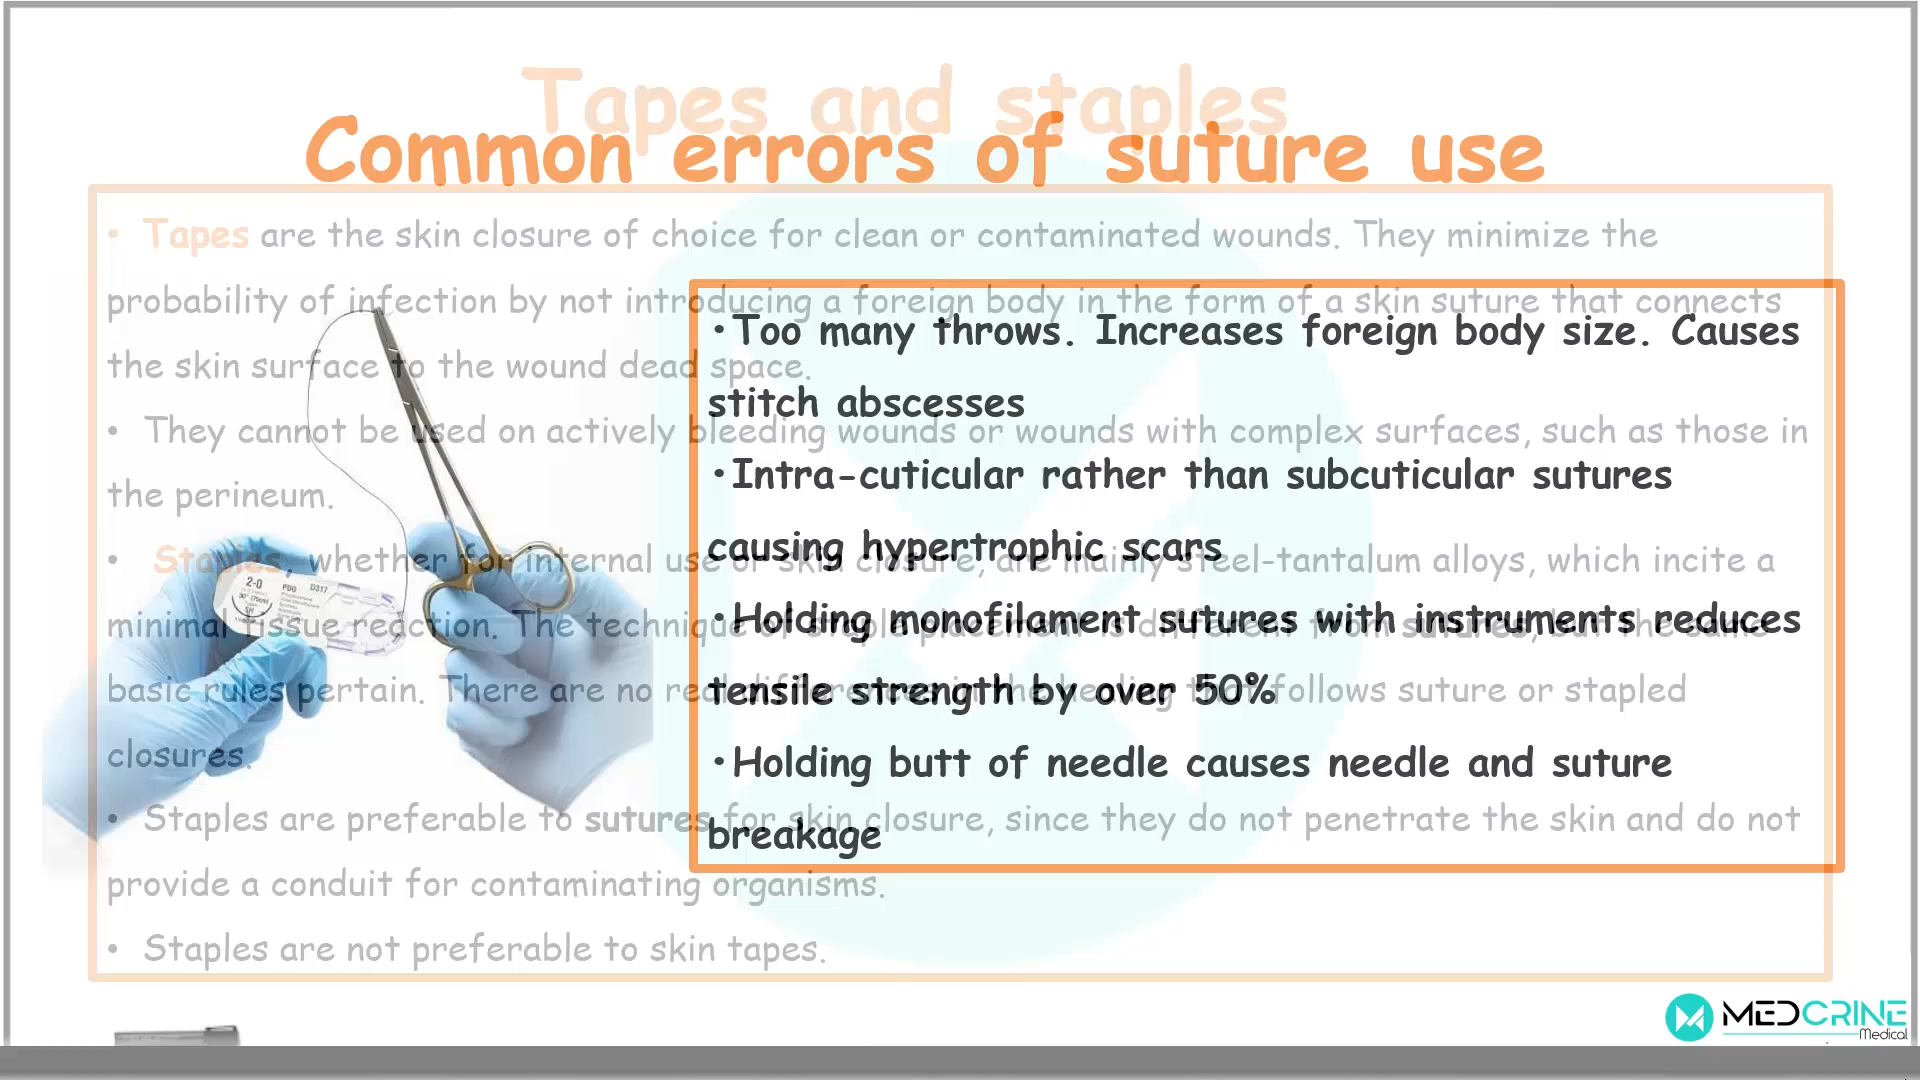 Tapes and staples
Common errors of suture use
• Tapes are the skin closure of choice for clean or contaminated wounds. They minimize the
probability of infection by not introducing a foreign body in the form of a skin suture that connects
the skin surface to the wound dead space.
• They cannot be used on actively bleeding wounds or wounds with complex surfaces, such as those in
the perineum.
• Staples, whether for internal use or skin closure, are mainly steel-tantalum alloys, which incite a
minimal tissue reaction. The technique of staple placement is different from sutures, but the same
basic rules pertain. There are no real differences in the healing that follows suture or stapled
closures.
• Staples are preferable to sutures for skin closure, since they do not penetrate the skin and do not
provide a conduit for contaminating organisms.
• Staples are not preferable to skin tapes.
•Too many throws. Increases foreign body size. Causes
stitch abscesses
•Intra-cuticular rather than subcuticular sutures
causing hypertrophic scars
•Holding monofilament sutures with instruments reduces
tensile strength by over 50%
•Holding butt of needle causes needle and suture
breakage
2-0
PDO D317
MEDCRINE
Medical